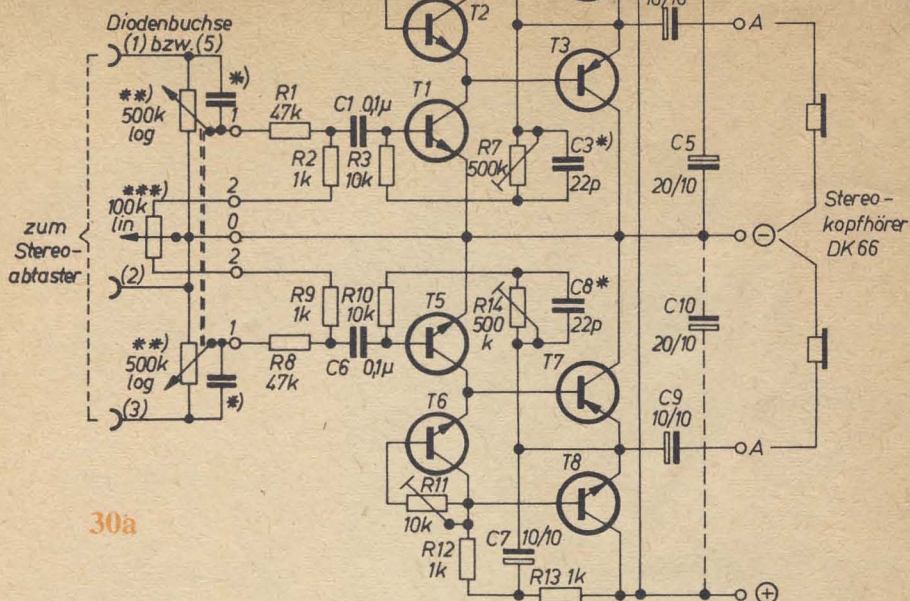 T2
10/10
A
Diodenbuchse
(1) bzw. (5)
*)
T3
**)
500k
log
1
R1
47k
C1 0,1µ
T1
R2
1k
R3
10k
R7
500k
C3*)
22p
C5
20/10
***)
100k
lin
2
0
2
zum
Stereo-
abtaster
(2)
−
Stereo-
kopfhörer
DK 66
R9
1k
R10
10k
T5
R14
500
k
C8*
22p
C10
20/10
**)
500k
log
1
R8
47k
C6
0,1µ
T7
*)
(3)
T6
C9
10/10
A
T8
R11
10k
30a
R12
1k
C7
10/10
R13 1k
+